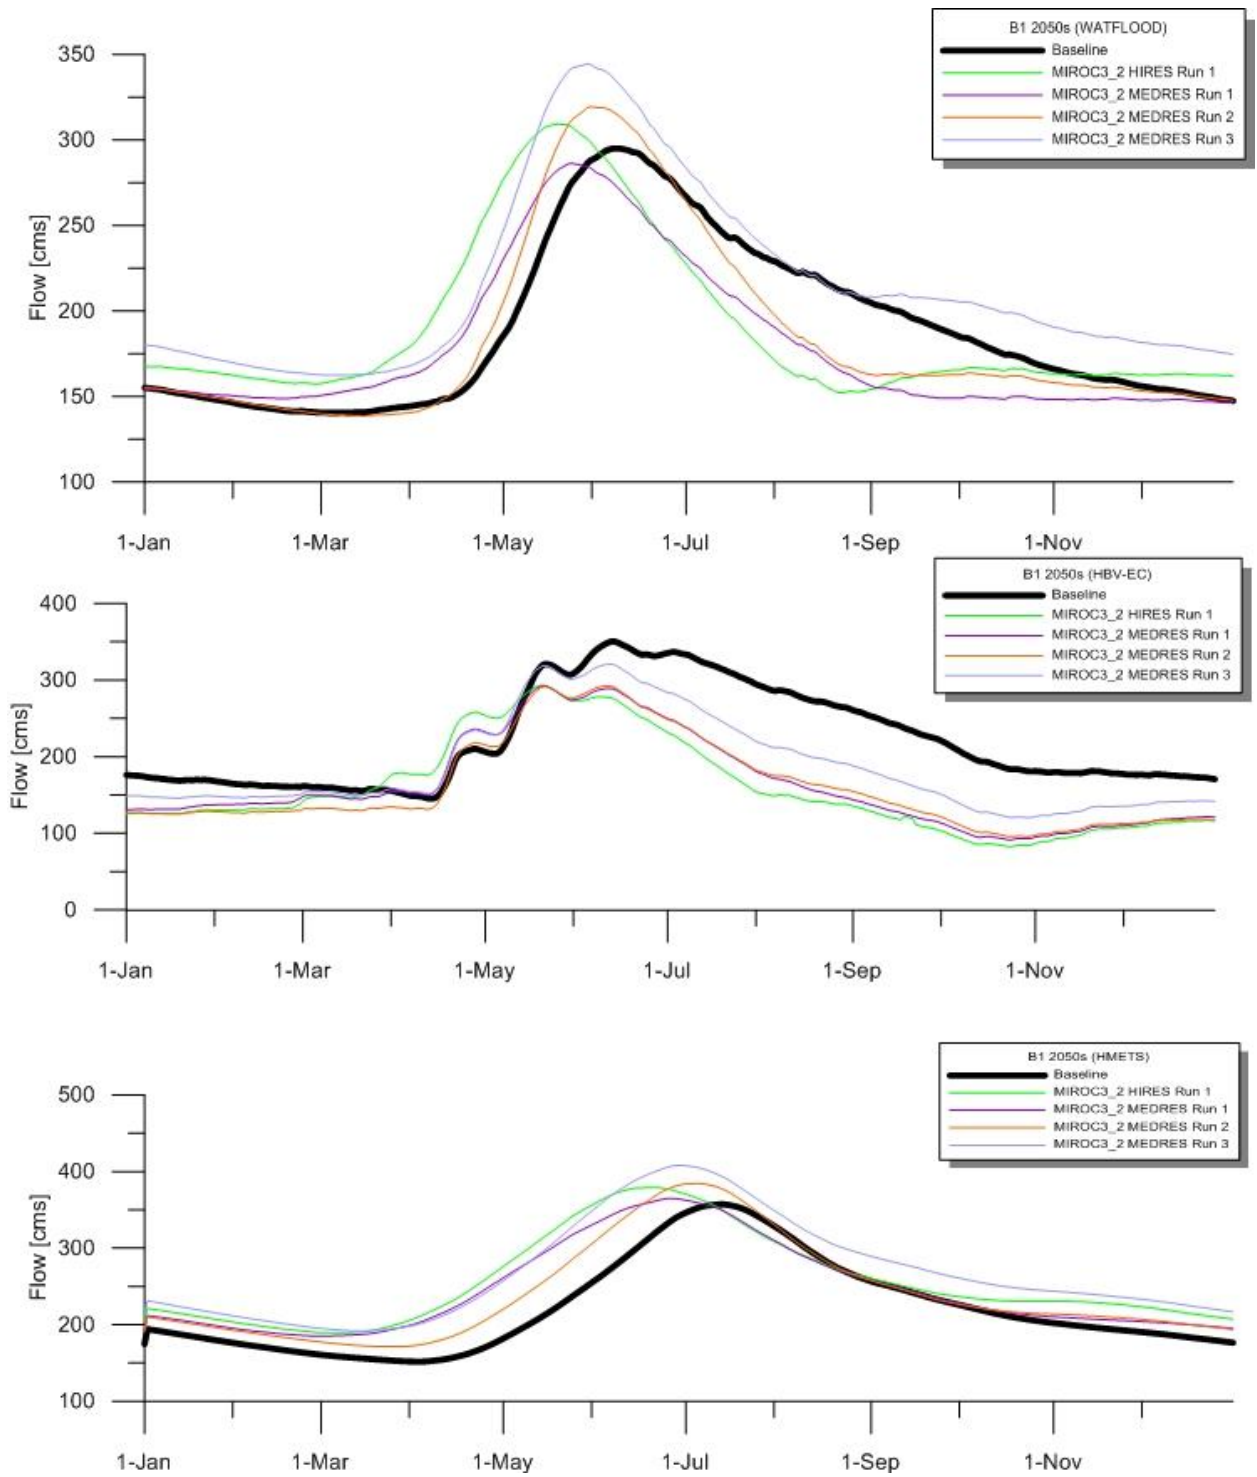 B1 2050s (WATFLOOD)
Baseline
MIROC3_2 HIRES Run 1
MIROC3_2 MEDRES Run 1
MIROC3_2 MEDRES Run 2
MIROC3_2 MEDRES Run 3
350
300
250
200
150
100
Flow [cms]
1-Jan 1-Mar 1-May 1-Jul 1-Sep 1-Nov
B1 2050s (HBV-EC)
Baseline
MIROC3_2 HIRES Run 1
MIROC3_2 MEDRES Run 1
MIROC3_2 MEDRES Run 2
MIROC3_2 MEDRES Run 3
400
300
200
100
0
Flow [cms]
1-Jan 1-Mar 1-May 1-Jul 1-Sep 1-Nov
B1 2050s (HMETS)
Baseline
MIROC3_2 HIRES Run 1
MIROC3_2 MEDRES Run 1
MIROC3_2 MEDRES Run 2
MIROC3_2 MEDRES Run 3
500
400
300
200
100
Flow [cms]
1-Jan 1-Mar 1-May 1-Jul 1-Sep 1-Nov